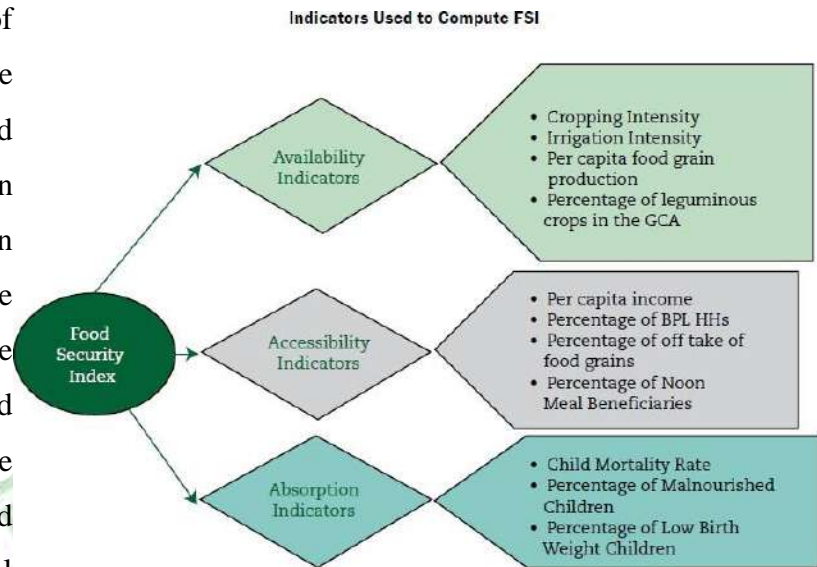 of
e
d
n
n
e
e
d
e
d
l
Indicators Used to Compute FSI
Food
Security
Index
Availability
Indicators
• Cropping Intensity
• Irrigation Intensity
• Per capita food grain
production
• Percentage of leguminous
crops in the GCA
Accessibility
Indicators
• Per capita income
• Percentage of BPL HHs
• Percentage of off take of
food grains
• Percentage of Noon
Meal Beneficiaries
Absorption
Indicators
• Child Mortality Rate
• Percentage of Malnourished
Children
• Percentage of Low Birth
Weight Children